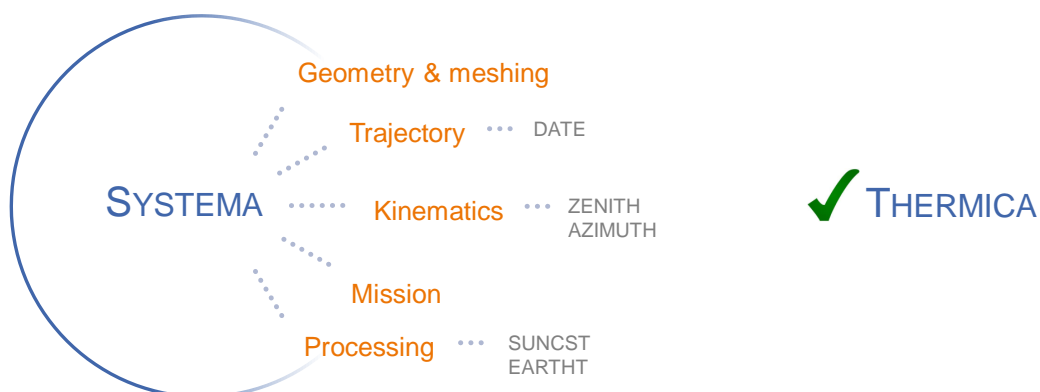 Geometry & meshing
Trajectory
DATE
SYSTEMA
Kinematics
ZENITH
AZIMUTH
THERMICA
Mission
Processing
SUNCST
EARTHT